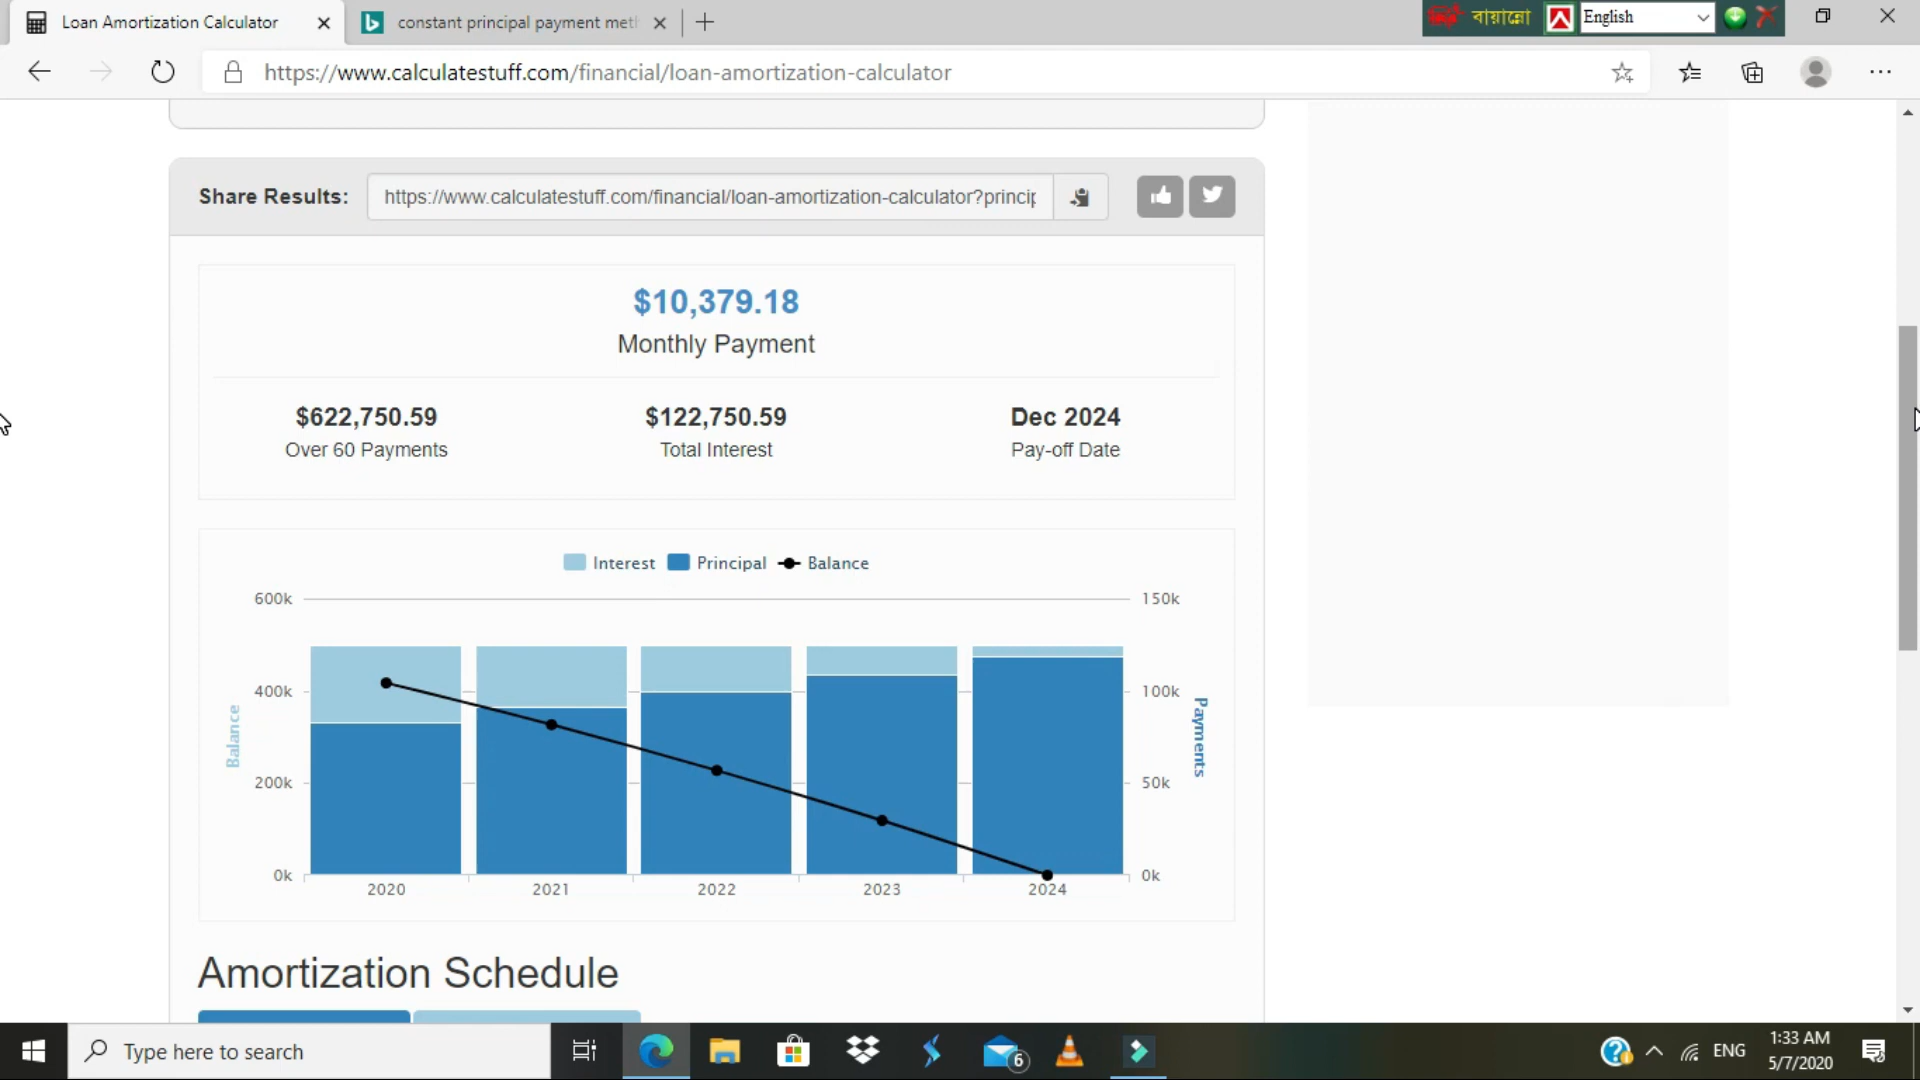 Loan Amortization Calculator
constant principal payment met
বায়ান্নো
English
https://www.calculatestuff.com/financial/loan-amortization-calculator
Share Results:
https://www.calculatestuff.com/financial/loan-amortization-calculator?princip
$10,379.18
Monthly Payment
$622,750.59
$122,750.59
Dec 2024
Over 60 Payments
Total Interest
Pay-off Date
Interest
Principal
Balance
600k
150k
400k
100k
Balance
Payments
200k
50k
0k
0k
2020
2021
2022
2023
2024
Amortization Schedule
Type here to search
6
ENG
1:33 AM
5/7/2020